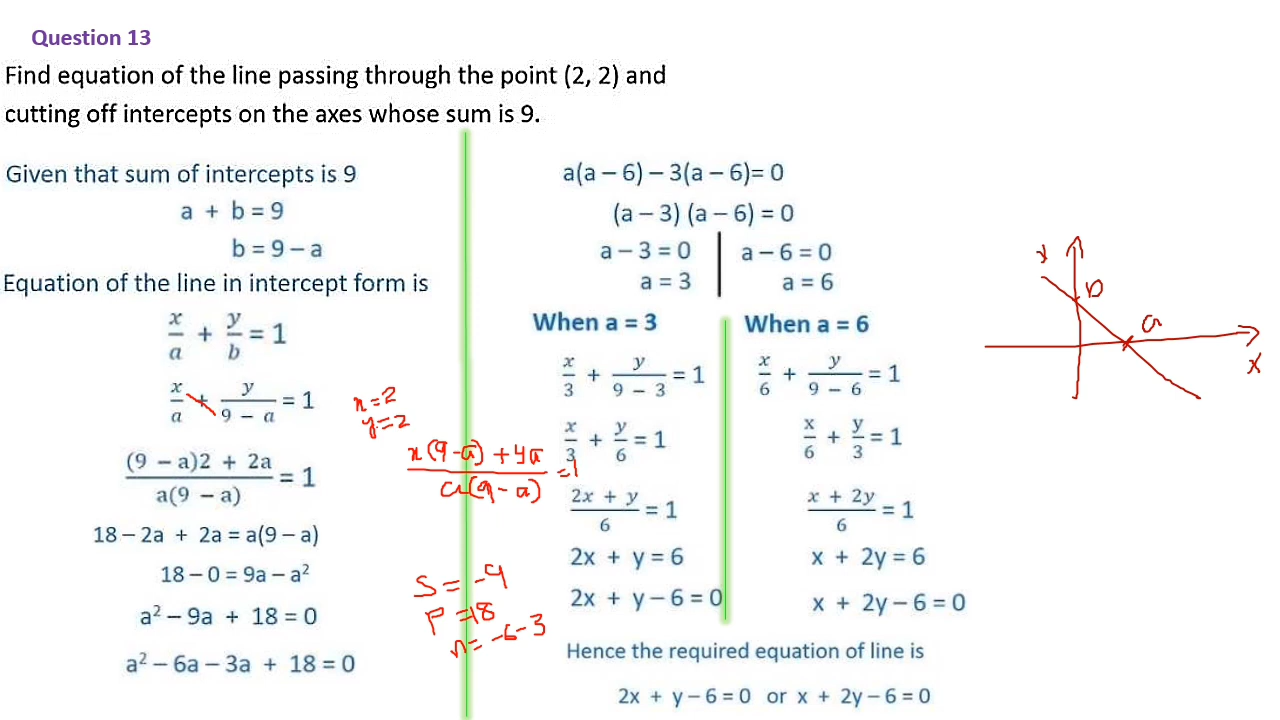 Question 13
Find equation of the line passing through the point (2, 2) and
cutting off intercepts on the axes whose sum is 9.
Given that sum of intercepts is 9
a + b = 9
b = 9 – a
Equation of the line in intercept form is
x/a + y/b = 1
x/a + y/(9 – a) = 1
((9 – a)2 + 2a)/(a(9 – a)) = 1
18 – 2a + 2a = a(9 – a)
18 – 0 = 9a – a²
a² – 9a + 18 = 0
a² – 6a – 3a + 18 = 0
x=2
y=2
(x(9-a) + ya)/(a(9-a)) = 1
S = -9
P = 18
n = -6 -3
a(a – 6) – 3(a – 6)= 0
(a – 3) (a – 6) = 0
a – 3 = 0
a = 3
a – 6 = 0
a = 6
When a = 3
x/3 + y/(9 – 3) = 1
x/3 + y/6 = 1
(2x + y)/6 = 1
2x + y = 6
2x + y – 6 = 0
When a = 6
x/6 + y/(9 – 6) = 1
x/6 + y/3 = 1
(x + 2y)/6 = 1
x + 2y = 6
x + 2y – 6 = 0
Hence the required equation of line is
2x + y – 6 = 0 or x + 2y – 6 = 0
b
a
x